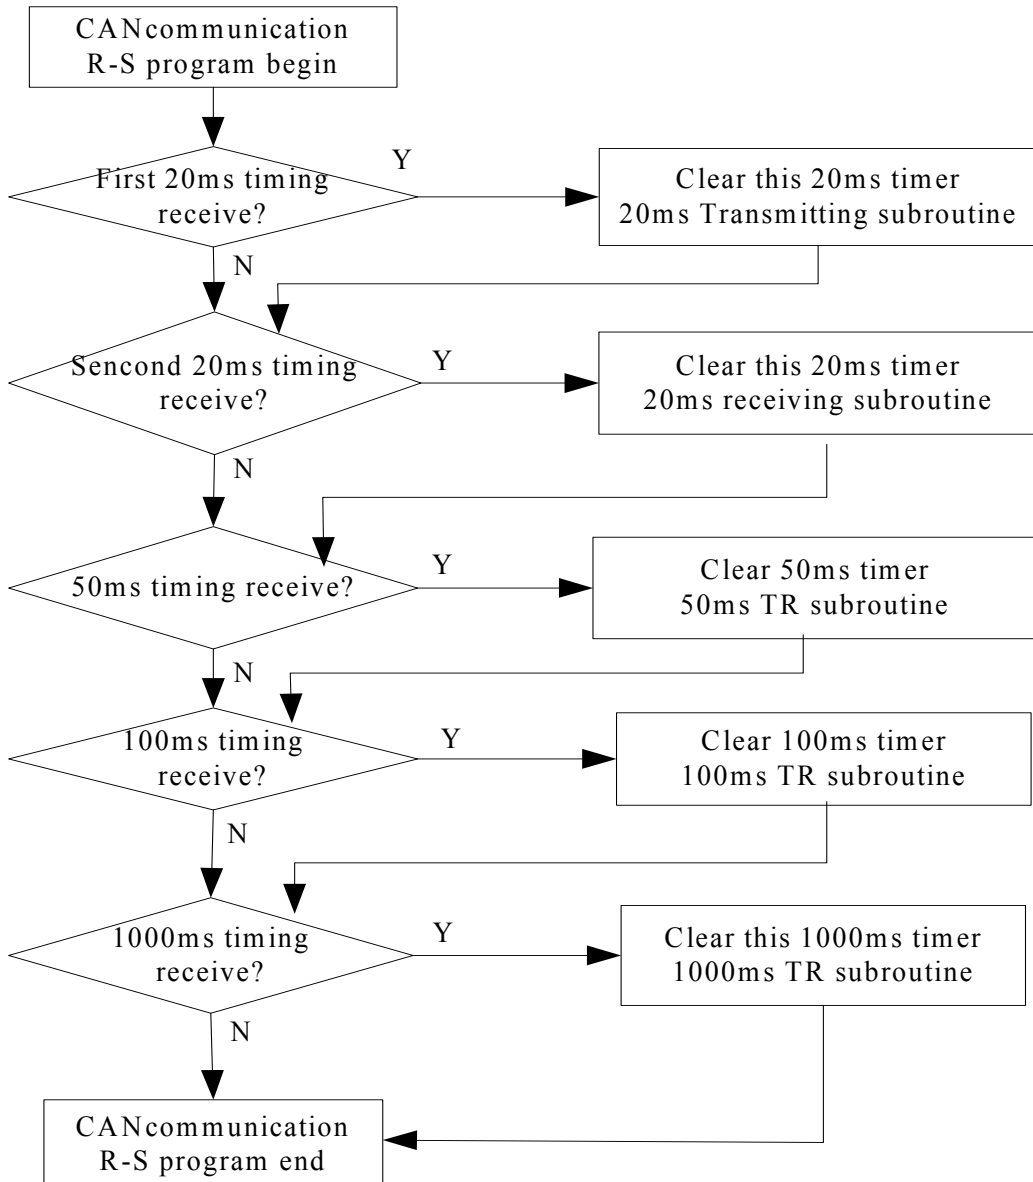 CANcommunication
R-S program begin
Y
First 20ms timing
receive?
Clear this 20ms timer
20ms Transmitting subroutine
N
Sencond 20ms timing
receive?
Y
Clear this 20ms timer
20ms receiving subroutine
N
50ms timing receive?
Y
Clear 50ms timer
50ms TR subroutine
N
100ms timing
receive?
Y
Clear 100ms timer
100ms TR subroutine
N
1000ms timing
receive?
Y
Clear this 1000ms timer
1000ms TR subroutine
N
CANcommunication
R-S program end